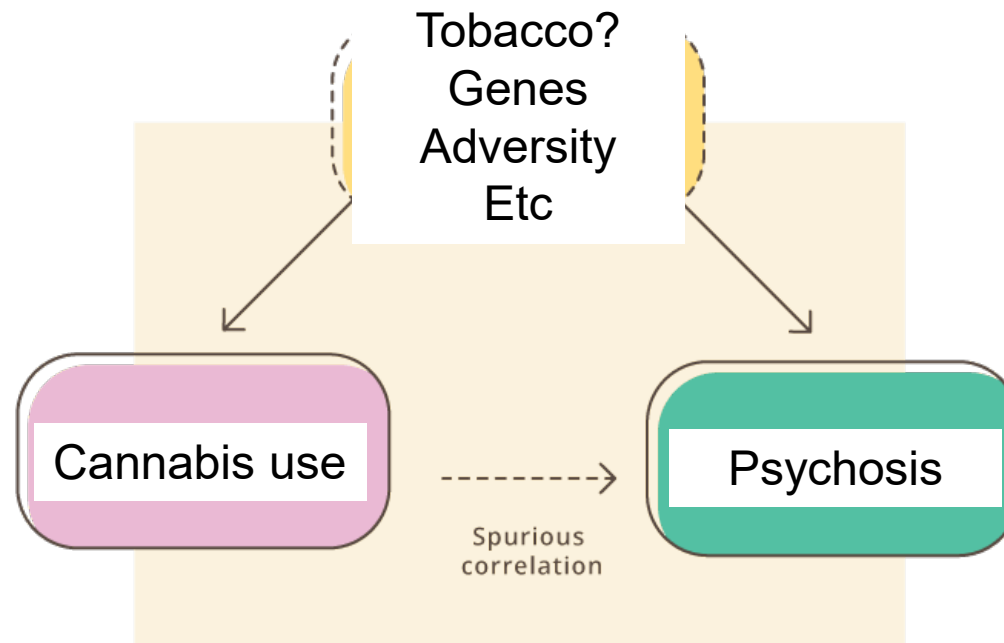 Tobacco?
Genes
Adversity
Etc
Cannabis use
Psychosis
Spurious
correlation